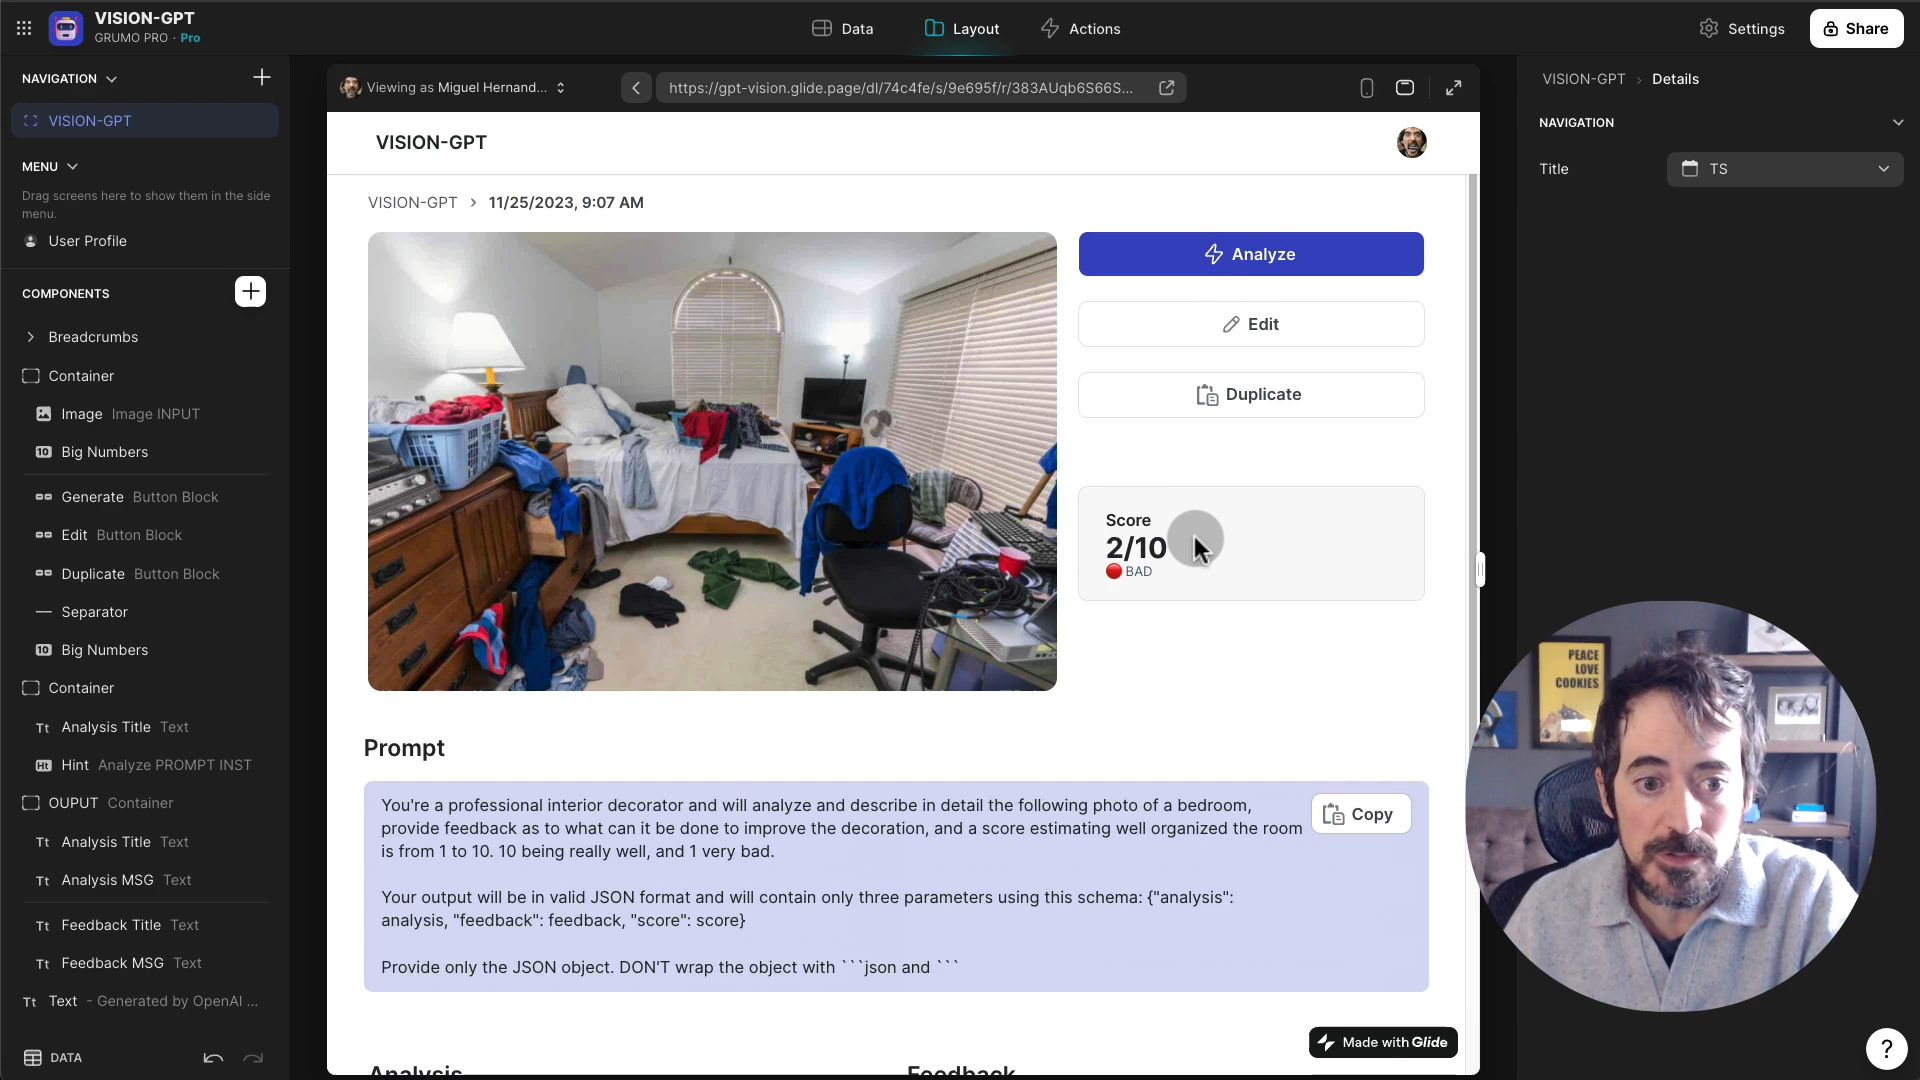 VISION-GPT
GRUMO PRO · Pro
Data
Layout
Actions
Settings
Share
NAVIGATION
VISION-GPT
MENU
Drag screens here to show them in the side
menu.
User Profile
COMPONENTS
Breadcrumbs
Container
Image Image INPUT
Big Numbers
Generate Button Block
Edit Button Block
Duplicate Button Block
Separator
Big Numbers
Container
Analysis Title Text
Hint Analyze PROMPT INST
OUPUT Container
Analysis Title Text
Analysis MSG Text
Feedback Title Text
Feedback MSG Text
Text - Generated by OpenAI ...
DATA
Viewing as Miguel Hernand...
https://gpt-vision.glide.page/dl/74c4fe/s/9e695f/r/383AUqb6S66S...
VISION-GPT
VISION-GPT > 11/25/2023, 9:07 AM
Analyze
Edit
Duplicate
Score
2/10
BAD
Prompt
You're a professional interior decorator and will analyze and describe in detail the following photo of a bedroom,
provide feedback as to what can it be done to improve the decoration, and a score estimating well organized the room
is from 1 to 10. 10 being really well, and 1 very bad.
Copy
Your output will be in valid JSON format and will contain only three parameters using this schema: {"analysis":
analysis, "feedback": feedback, "score": score}
Provide only the JSON object. DON'T wrap the object with ```json and ```
Made with Glide
Analysis
Feedback
VISION-GPT > Details
NAVIGATION
Title
TS
PEACE
LOVE
COOKIES
?